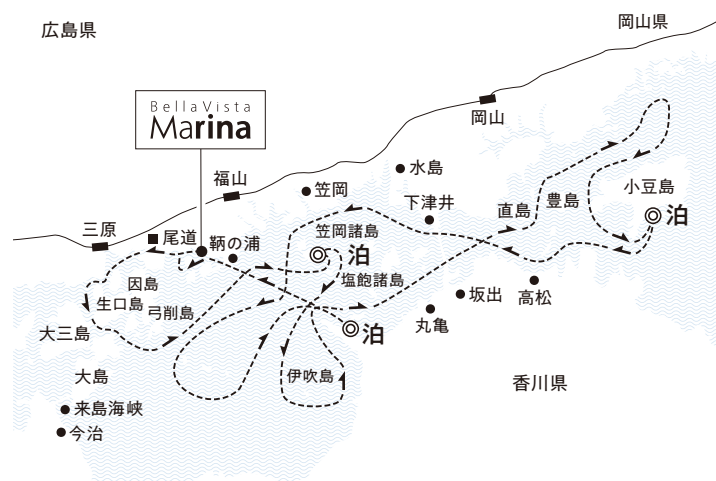 広島県
岡山県
BellaVista
Marina
岡山
水島
福山
笠岡
下津井
豊島
小豆島
直島
泊
三原
尾道
鞆の浦
笠岡諸島
泊
因島
塩飽諸島
生口島
弓削島
坂出
高松
丸亀
大三島
泊
大島
伊吹島
香川県
来島海峡
今治